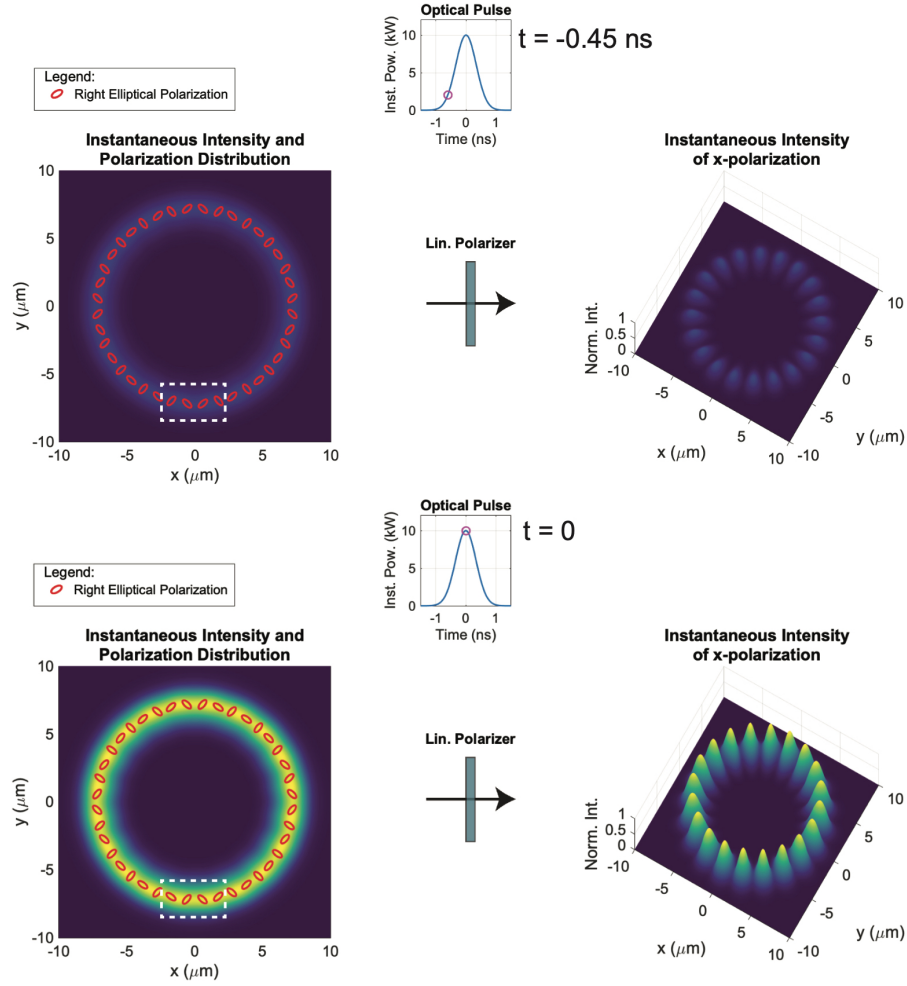 Optical Pulse
t = -0.45 ns
Inst. Pow. (kW)
10
5
0
-1 0 1
Time (ns)
Legend:
Right Elliptical Polarization
Instantaneous Intensity and
Polarization Distribution
y (μm)
10
5
0
-5
-10
-10 -5 0 5 10
x (μm)
Lin. Polarizer
Instantaneous Intensity
of x-polarization
Norm. Int.
1
0.5
0
-10
-5
0
5
10
x (μm)
-10
-5
0
5
10
y (μm)
Optical Pulse
t = 0
Inst. Pow. (kW)
10
5
0
-1 0 1
Time (ns)
Legend:
Right Elliptical Polarization
Instantaneous Intensity and
Polarization Distribution
y (μm)
10
5
0
-5
-10
-10 -5 0 5 10
x (μm)
Lin. Polarizer
Instantaneous Intensity
of x-polarization
Norm. Int.
1
0.5
0
-10
-5
0
5
10
x (μm)
-10
-5
0
5
10
y (μm)